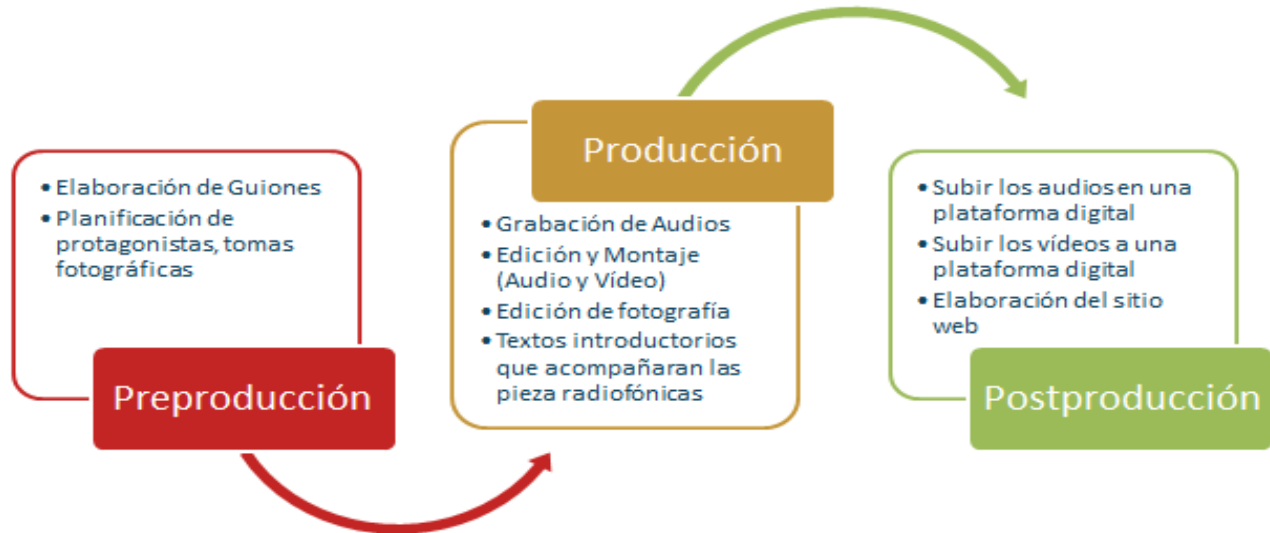 • Elaboración de Guiones
• Planificación de
protagonistas, tomas
fotográficas
Preproducción
Producción
• Grabación de Audios
• Edición y Montaje
(Audio y Vídeo)
• Edición de fotografía
• Textos introductorios
que acompañaran las
pieza radiofónicas
• Subir los audios en una
plataforma digital
• Subir los vídeos a una
plataforma digital
• Elaboración del sitio
web
Postproducción